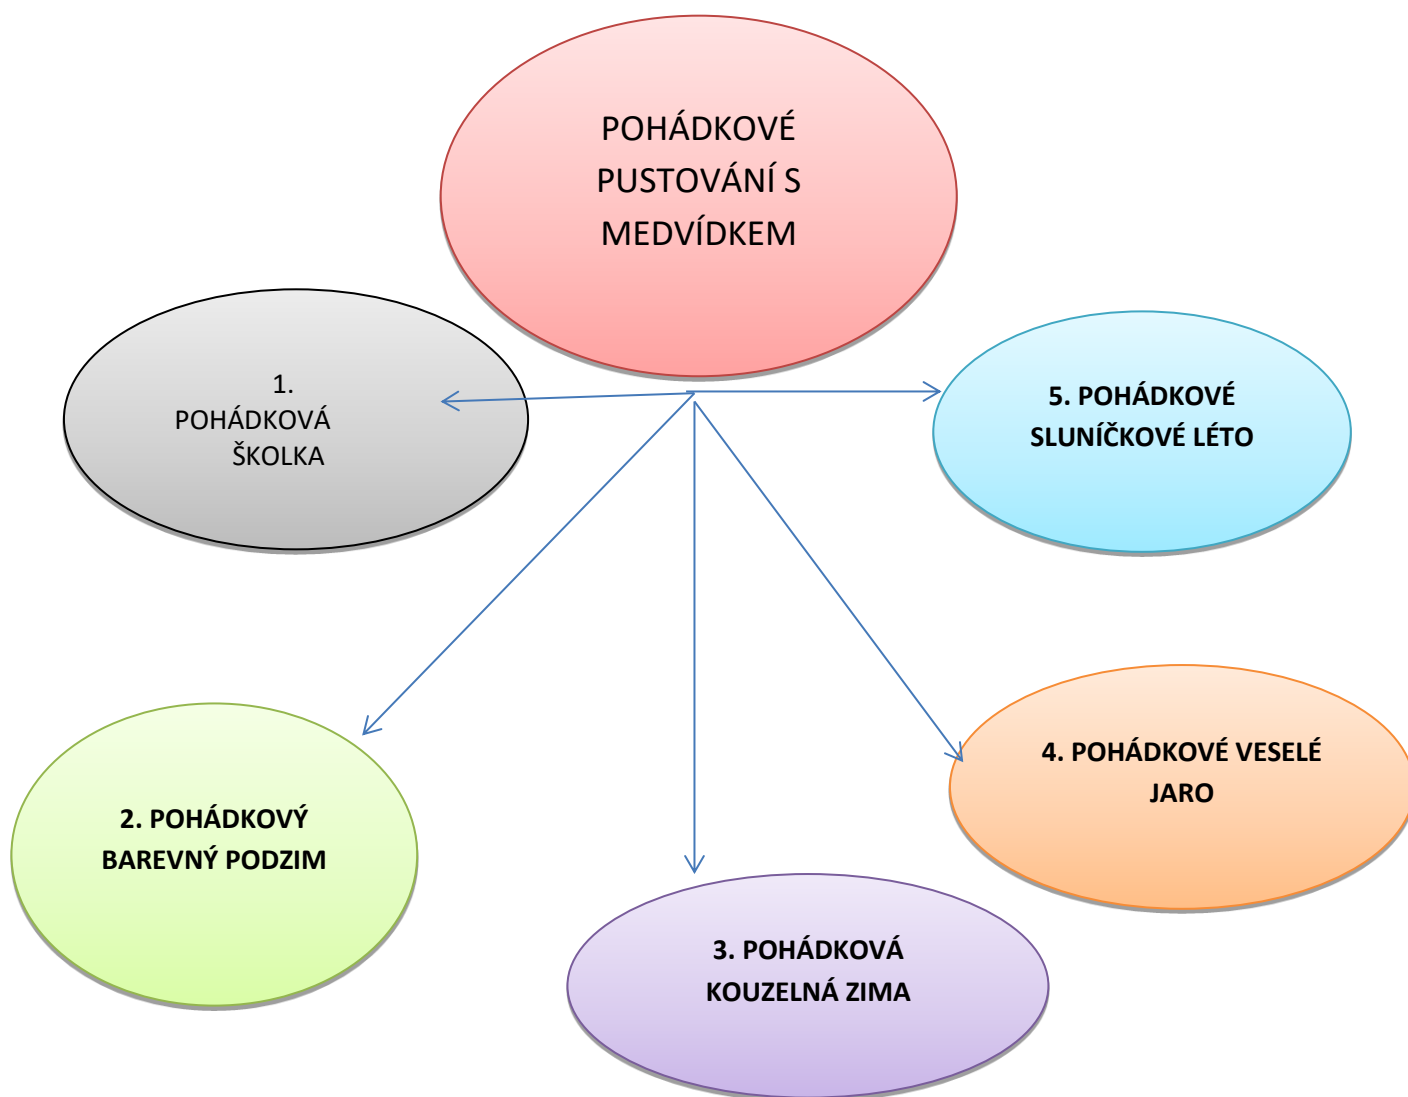 POHÁDKOVÉ
PUSTOVÁNÍ S
MEDVÍDKEM
1.
POHÁDKOVÁ
ŠKOLKA
2. POHÁDKOVÝ
BAREVNÝ PODZIM
3. POHÁDKOVÁ
KOUZELNÁ ZIMA
4. POHÁDKOVÉ VESELÉ
JARO
5. POHÁDKOVÉ
SLUNÍČKOVÉ LÉTO